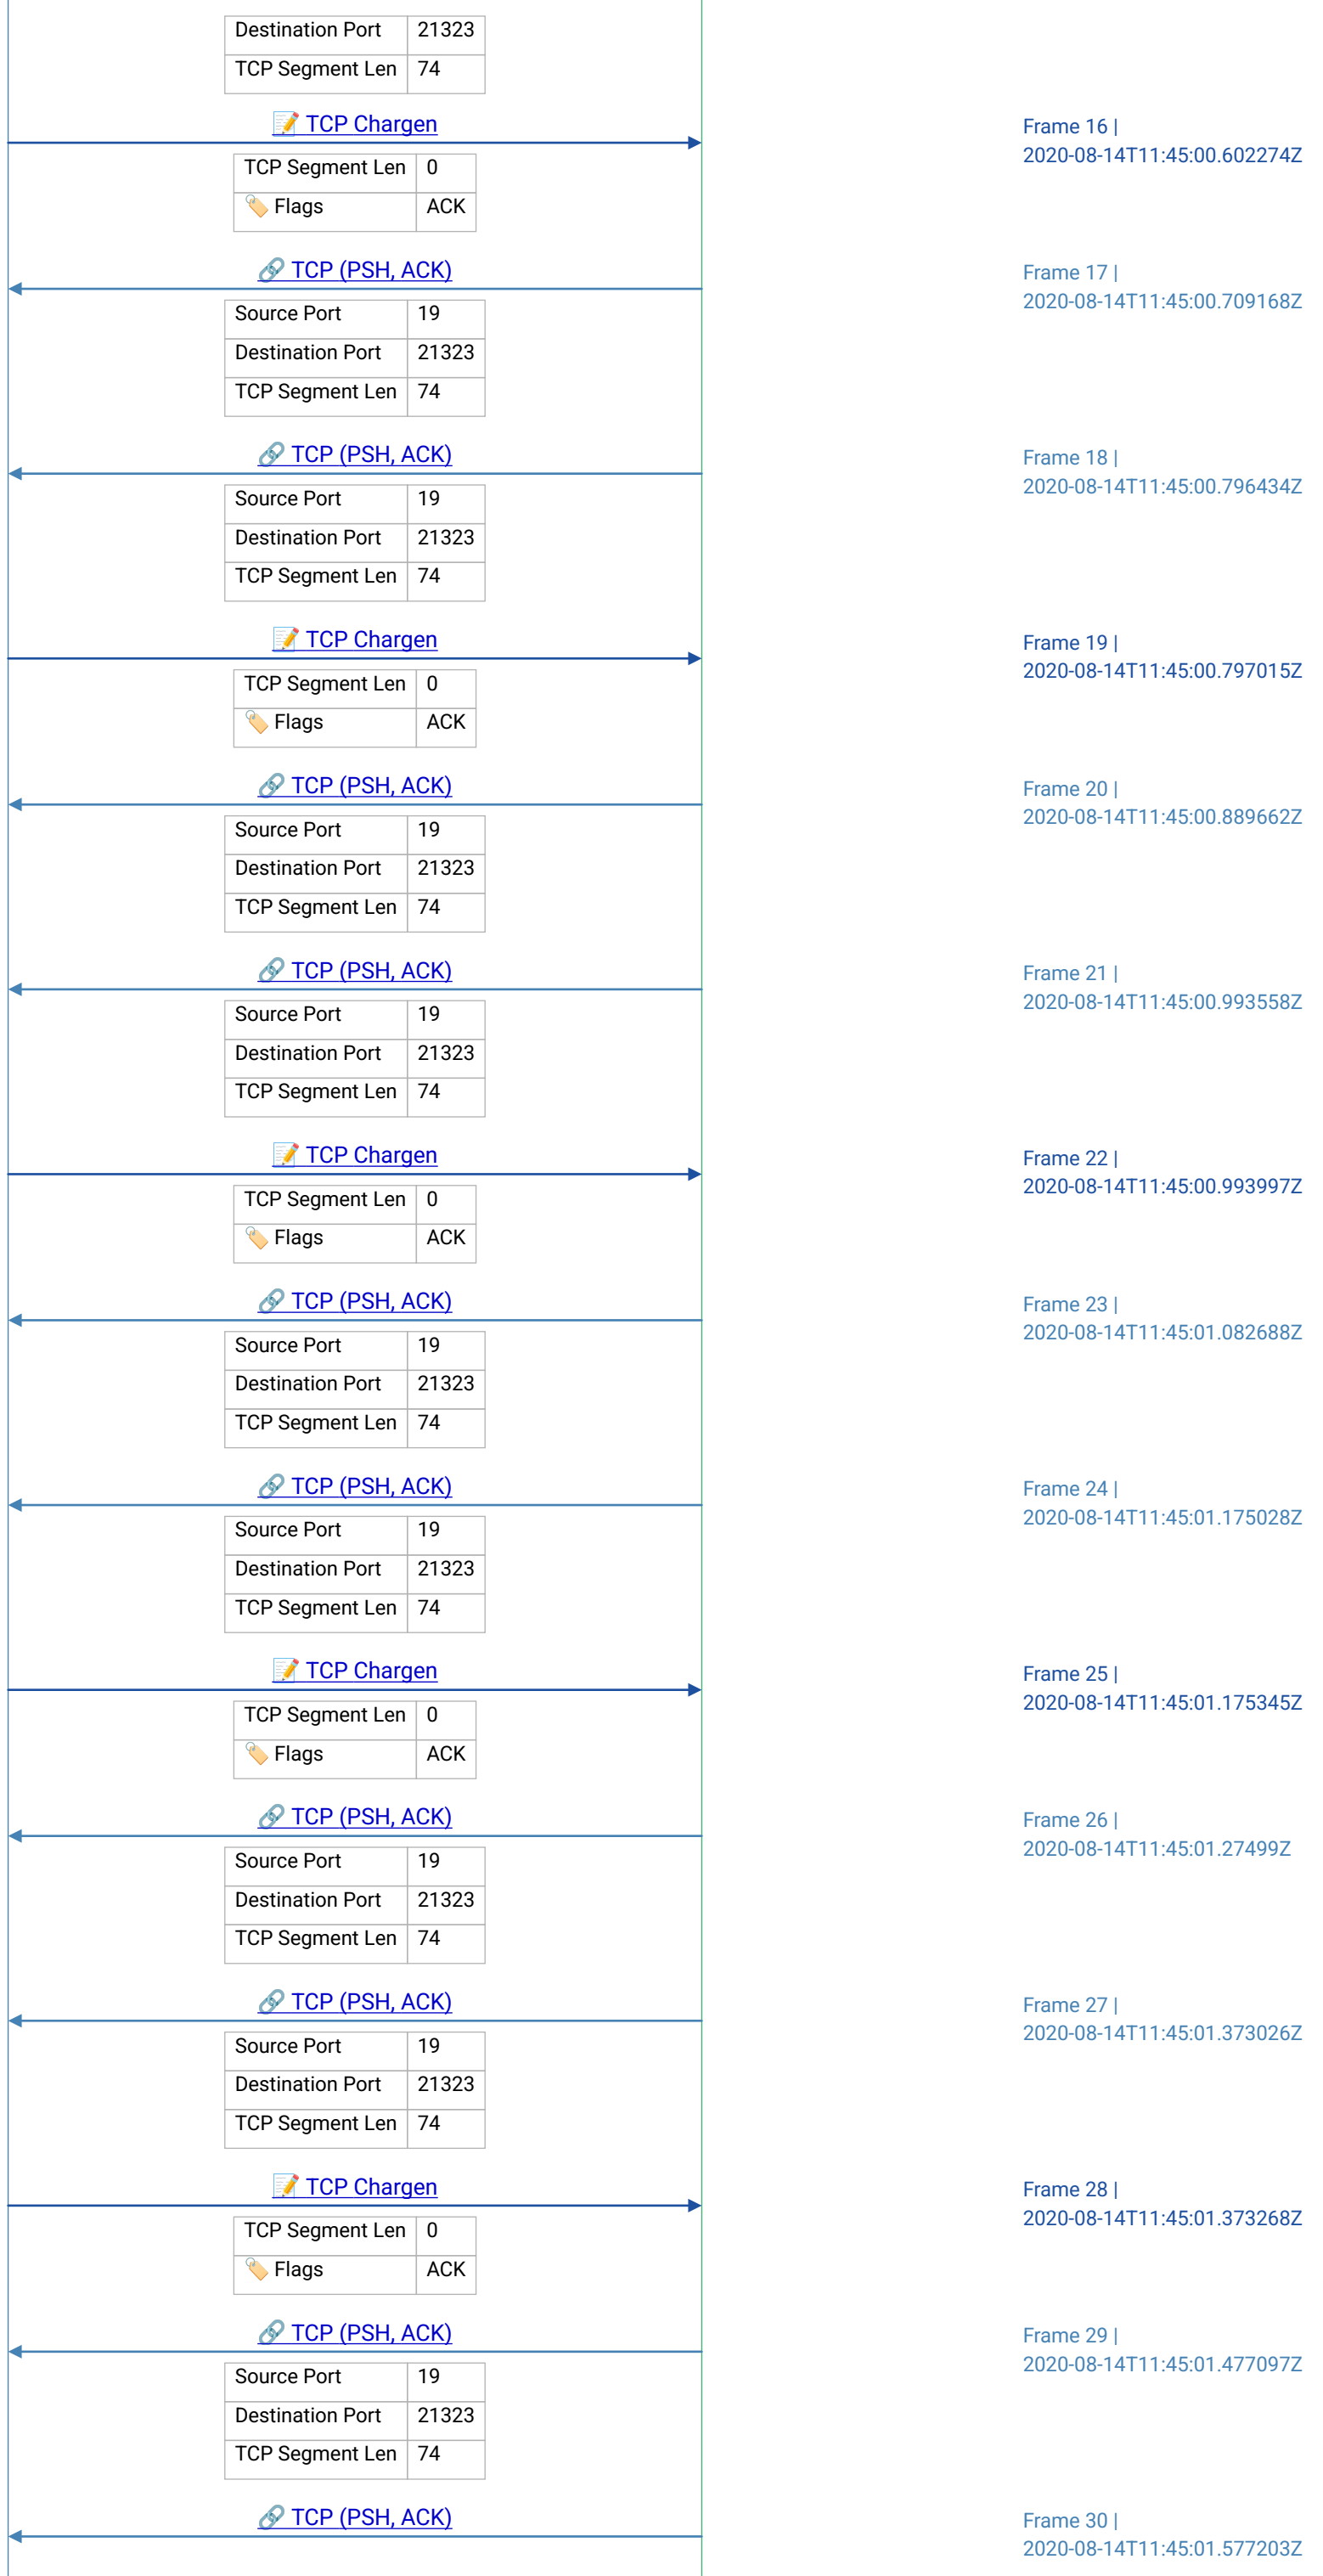 Destination Port 21323
TCP Segment Len 74
📝 TCP Chargen
Frame 16 |
2020-08-14T11:45:00.602274Z
TCP Segment Len 0
🏷️ Flags ACK
🔗 TCP (PSH, ACK)
Frame 17 |
2020-08-14T11:45:00.709168Z
Source Port 19
Destination Port 21323
TCP Segment Len 74
🔗 TCP (PSH, ACK)
Frame 18 |
2020-08-14T11:45:00.796434Z
Source Port 19
Destination Port 21323
TCP Segment Len 74
📝 TCP Chargen
Frame 19 |
2020-08-14T11:45:00.797015Z
TCP Segment Len 0
🏷️ Flags ACK
🔗 TCP (PSH, ACK)
Frame 20 |
2020-08-14T11:45:00.889662Z
Source Port 19
Destination Port 21323
TCP Segment Len 74
🔗 TCP (PSH, ACK)
Frame 21 |
2020-08-14T11:45:00.993558Z
Source Port 19
Destination Port 21323
TCP Segment Len 74
📝 TCP Chargen
Frame 22 |
2020-08-14T11:45:00.993997Z
TCP Segment Len 0
🏷️ Flags ACK
🔗 TCP (PSH, ACK)
Frame 23 |
2020-08-14T11:45:01.082688Z
Source Port 19
Destination Port 21323
TCP Segment Len 74
🔗 TCP (PSH, ACK)
Frame 24 |
2020-08-14T11:45:01.175028Z
Source Port 19
Destination Port 21323
TCP Segment Len 74
📝 TCP Chargen
Frame 25 |
2020-08-14T11:45:01.175345Z
TCP Segment Len 0
🏷️ Flags ACK
🔗 TCP (PSH, ACK)
Frame 26 |
2020-08-14T11:45:01.27499Z
Source Port 19
Destination Port 21323
TCP Segment Len 74
🔗 TCP (PSH, ACK)
Frame 27 |
2020-08-14T11:45:01.373026Z
Source Port 19
Destination Port 21323
TCP Segment Len 74
📝 TCP Chargen
Frame 28 |
2020-08-14T11:45:01.373268Z
TCP Segment Len 0
🏷️ Flags ACK
🔗 TCP (PSH, ACK)
Frame 29 |
2020-08-14T11:45:01.477097Z
Source Port 19
Destination Port 21323
TCP Segment Len 74
🔗 TCP (PSH, ACK)
Frame 30 |
2020-08-14T11:45:01.577203Z